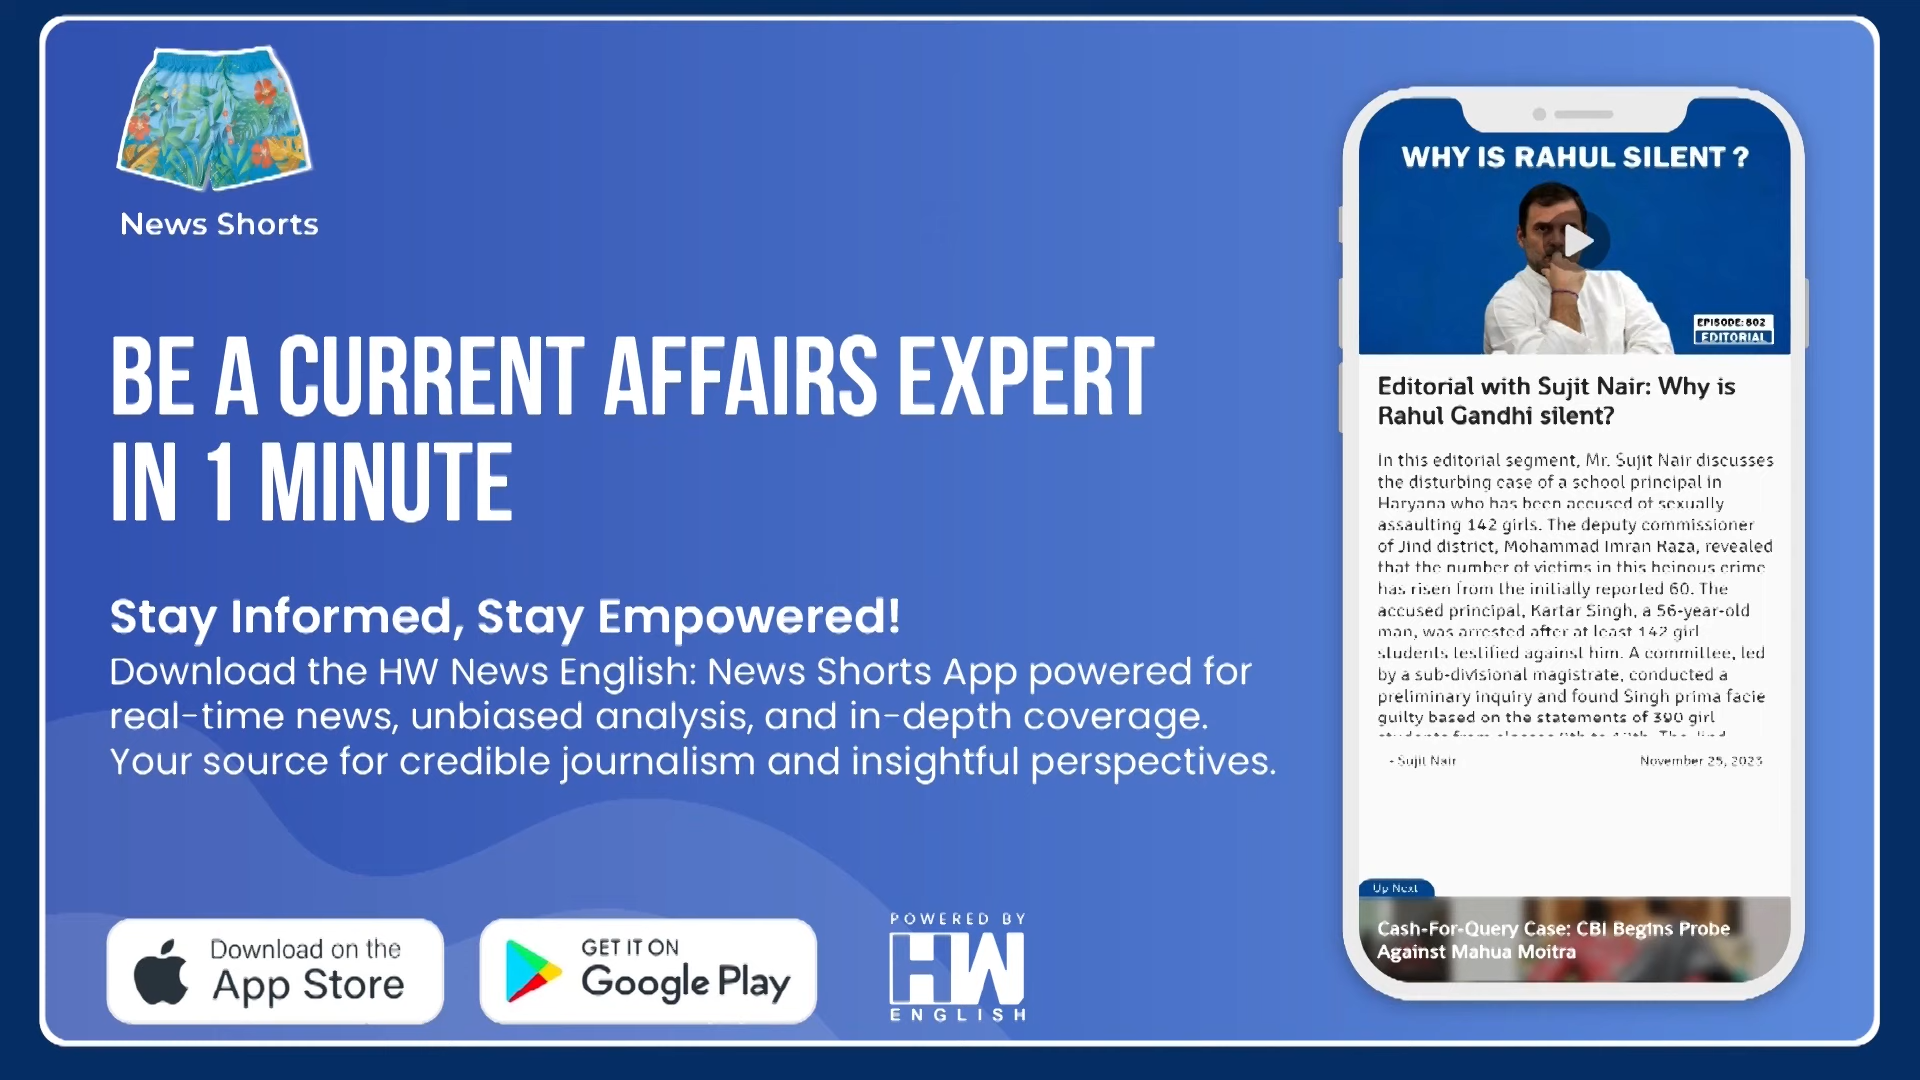 News Shorts
BE A CURRENT AFFAIRS EXPERT
IN 1 MINUTE
Stay Informed, Stay Empowered!
Download the HW News English: News Shorts App powered for
real-time news, unbiased analysis, and in-depth coverage.
Your source for credible journalism and insightful perspectives.
Download on the
App Store
GET IT ON
Google Play
POWERED BY
HW
ENGLISH
WHY IS RAHUL SILENT ?
EPISODE: 802
EDITORIAL
Editorial with Sujit Nair: Why is
Rahul Gandhi silent?
In this editorial segment, Mr. Sujit Nair discusses
the disturbing case of a school principal in
Haryana who has been accused of sexually
assaulting 142 girls. The deputy commissioner
of Jind district, Mohammad Imran Raza, revealed
that the number of victims in this heinous crime
has risen from the initially reported 60. The
accused principal, Kartar Singh, a 56-year-old
man, was arrested after at least 142 girl
students testified against him. A committee, led
by a sub-divisional magistrate, conducted a
preliminary inquiry and found Singh prima facie
guilty based on the statements of 390 girl
- Sujit Nair
November 25, 2023
Up Next
Cash-For-Query Case: CBI Begins Probe
Against Mahua Moitra